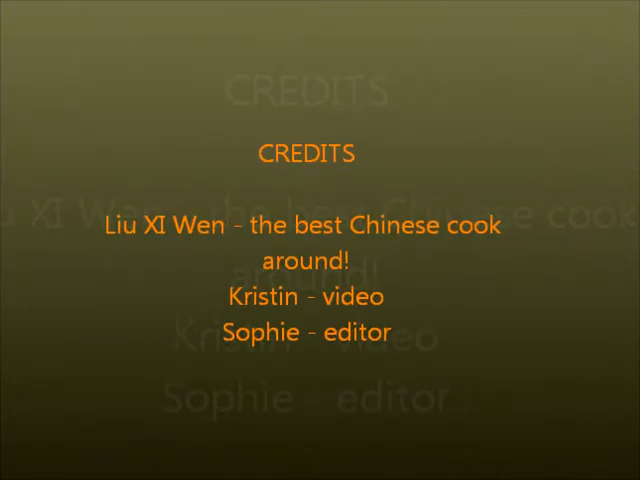 CREDITS
Liu XI Wen - the best Chinese cook
around!
Kristin - video
Sophie - editor